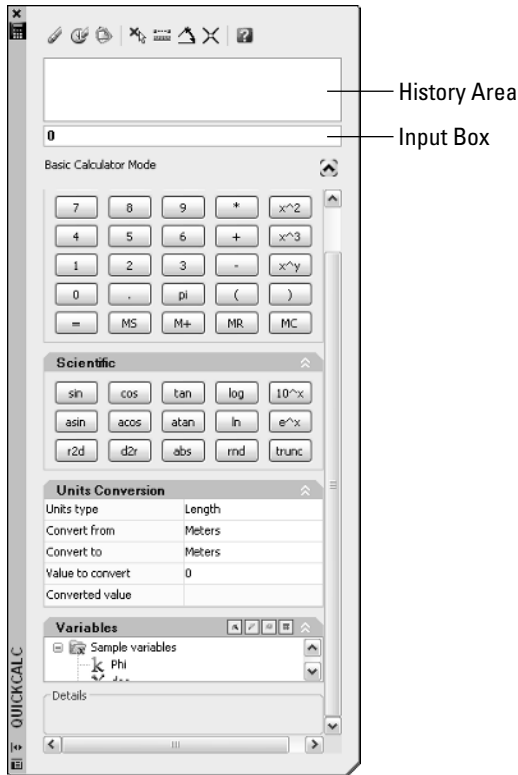 History Area
0
Input Box
Basic Calculator Mode
7 8 9 * x^2
4 5 6 + x^3
1 2 3 - x^y
0 . pi ( )
= MS M+ MR MC
Scientific
sin cos tan log 10^x
asin acos atan ln e^x
r2d d2r abs rnd trunc
Units Conversion
Units type Length
Convert from Meters
Convert to Meters
Value to convert 0
Converted value
Variables
Sample variables
k Phi
Details
QUICKCALC